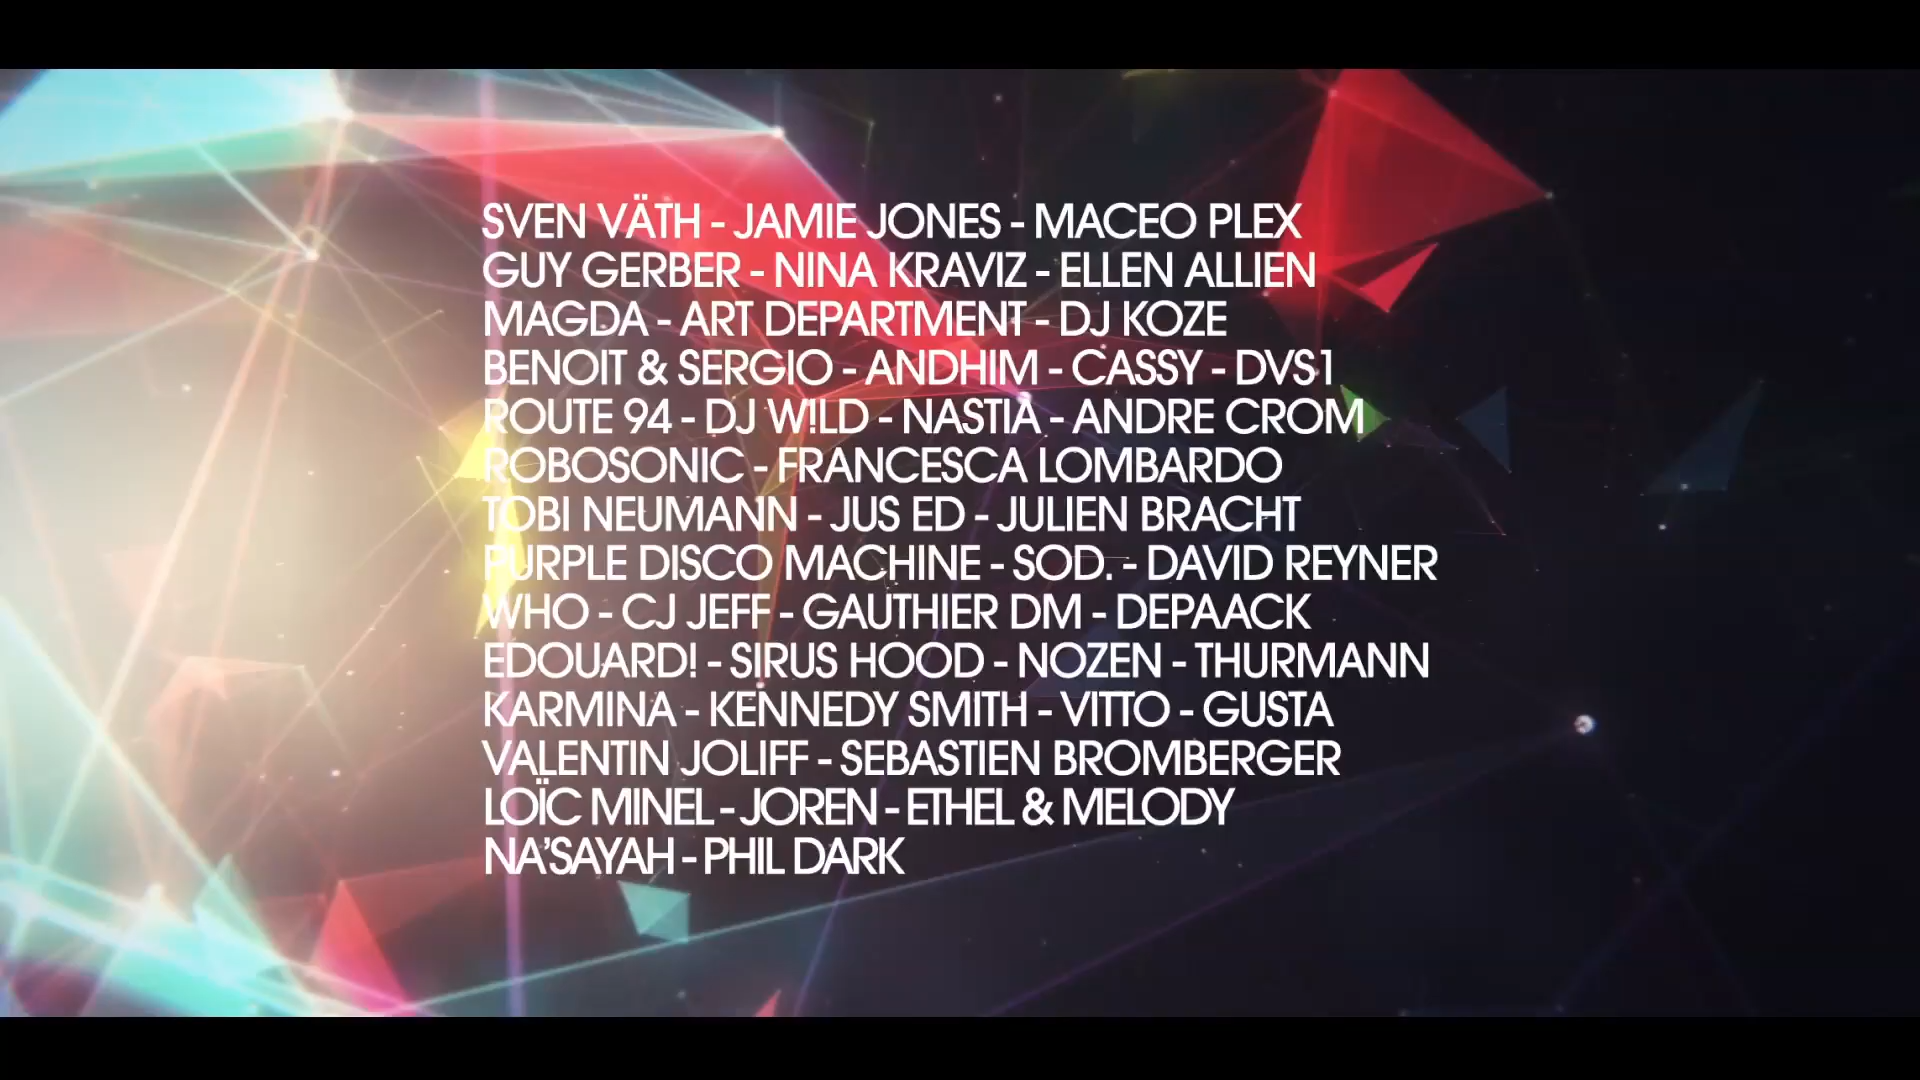 SVEN VÄTH - JAMIE JONES - MACEO PLEX
GUY GERBER - NINA KRAVIZ - ELLEN ALLIEN
MAGDA - ART DEPARTMENT - DJ KOZE
BENOIT & SERGIO - ANDHIM - CASSY - DVS1
ROUTE 94 - DJ W!LD - NASTIA - ANDRE CROM
ROBOSONIC - FRANCESCA LOMBARDO
TOBI NEUMANN - JUS ED - JULIEN BRACHT
PURPLE DISCO MACHINE - SOD. - DAVID REYNER
WHO - CJ JEFF - GAUTHIER DM - DEPAACK
EDOUARD! - SIRUS HOOD - NOZEN - THURMANN
KARMINA - KENNEDY SMITH - VITTO - GUSTA
VALENTIN JOLIFF - SEBASTIEN BROMBERGER
LOÏC MINEL - JOREN - ETHEL & MELODY
NA'SAYAH - PHIL DARK